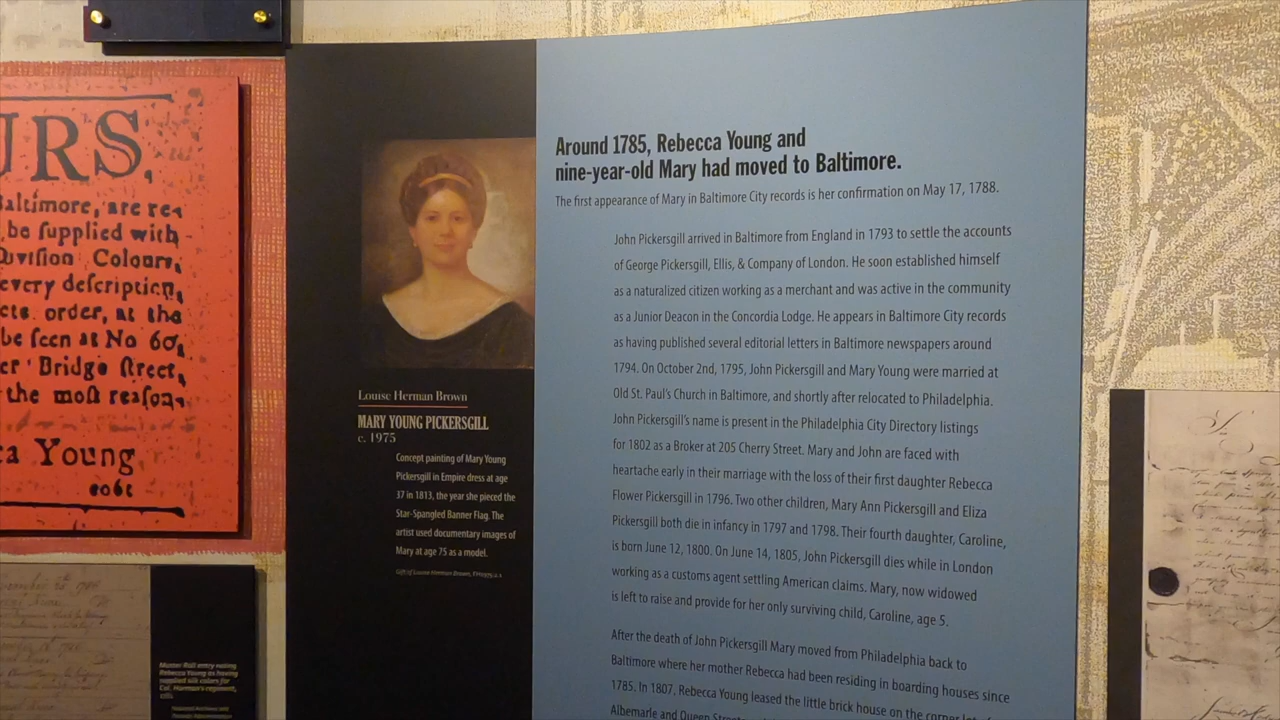 URS,
Baltimore, are re-
be supplied with
Division Colours,
every description,
order, at the
be seen at No 60,
Bridge street,
the most reason-
Young
Louise Herman Brown
MARY YOUNG PICKERSGILL
c. 1975
Concept painting of Mary Young
Pickersgill in Empire dress at age
37 in 1813, the year she pieced the
Star-Spangled Banner Flag. The
artist used documentary images of
Mary at age 75 as a model.
Gift of Louise Herman Brown,
Around 1785, Rebecca Young and
nine-year-old Mary had moved to Baltimore.
The first appearance of Mary in Baltimore City records is her confirmation on May 17, 1788.
John Pickersgill arrived in Baltimore from England in 1793 to settle the accounts
of George Pickersgill, Ellis, & Company of London. He soon established himself
as a naturalized citizen working as a merchant and was active in the community
as a Junior Deacon in the Concordia Lodge. He appears in Baltimore City records
as having published several editorial letters in Baltimore newspapers around
1794. On October 2nd, 1795, John Pickersgill and Mary Young were married at
Old St. Paul's Church in Baltimore, and shortly after relocated to Philadelphia.
John Pickersgill's name is present in the Philadelphia City Directory listings
for 1802 as a Broker at 205 Cherry Street. Mary and John are faced with
heartache early in their marriage with the loss of their first daughter Rebecca
Flower Pickersgill in 1796. Two other children, Mary Ann Pickersgill and Eliza
Pickersgill both die in infancy in 1797 and 1798. Their fourth daughter, Caroline,
is born June 12, 1800. On June 14, 1805, John Pickersgill dies while in London
working as a customs agent settling American claims. Mary, now widowed
is left to raise and provide for her only surviving child, Caroline, age 5.
After the death of John Pickersgill Mary moved from Philadelphia back to
Baltimore where her mother Rebecca had been residing in boarding houses since
1785. In 1807, Rebecca Young leased the little brick house on the corner
Albemarle and Queen
Muster Roll entry noting
Rebecca Young as having
supplied silk colors for
Col. Harman's regiment,